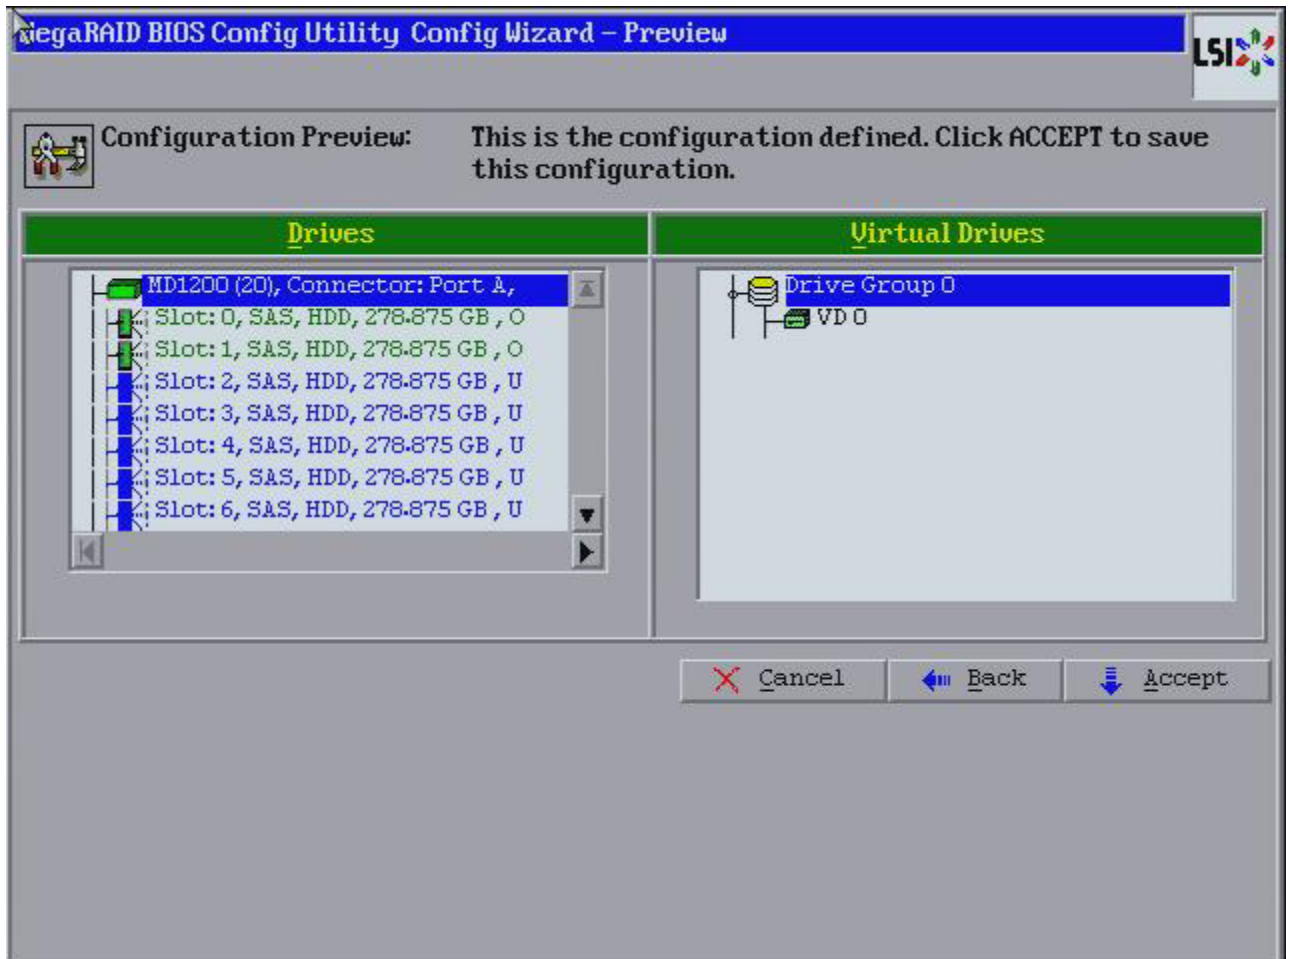 MegaRAID BIOS Config Utility Config Wizard – Preview
LSI
Configuration Preview: This is the configuration defined. Click ACCEPT to save
this configuration.
Drives
Virtual Drives
MD1200 (20), Connector: Port A,
Slot: 0, SAS, HDD, 278.875 GB , O
Slot: 1, SAS, HDD, 278.875 GB , O
Slot: 2, SAS, HDD, 278.875 GB , U
Slot: 3, SAS, HDD, 278.875 GB , U
Slot: 4, SAS, HDD, 278.875 GB , U
Slot: 5, SAS, HDD, 278.875 GB , U
Slot: 6, SAS, HDD, 278.875 GB , U
Drive Group 0
VD 0
Cancel
Back
Accept